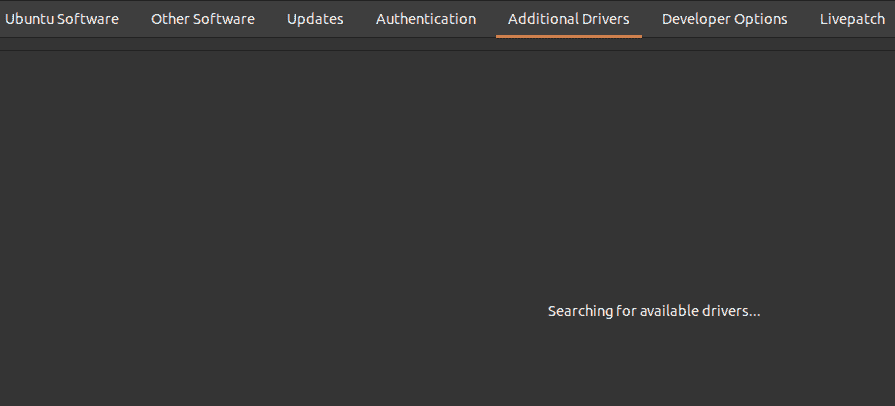 Ubuntu Software Other Software Updates Authentication Additional Drivers Developer Options Livepatch
Searching for available drivers...